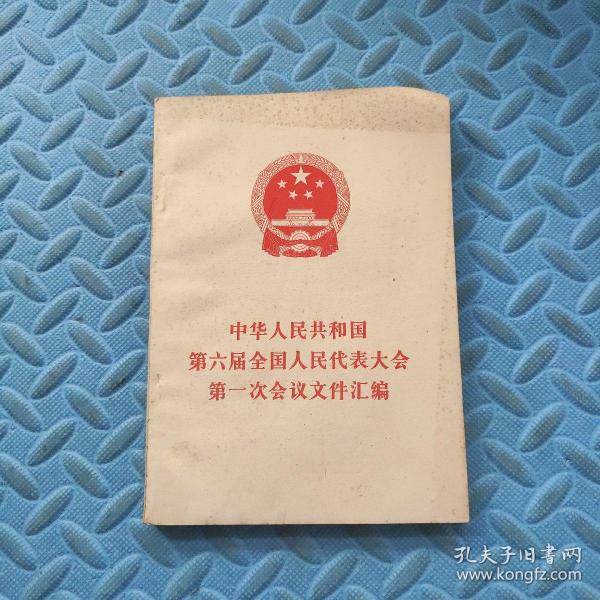 中华人民共和国
第六届全国人民代表大会
第一次会议文件汇编
孔夫子旧書网
www.kongfz.com